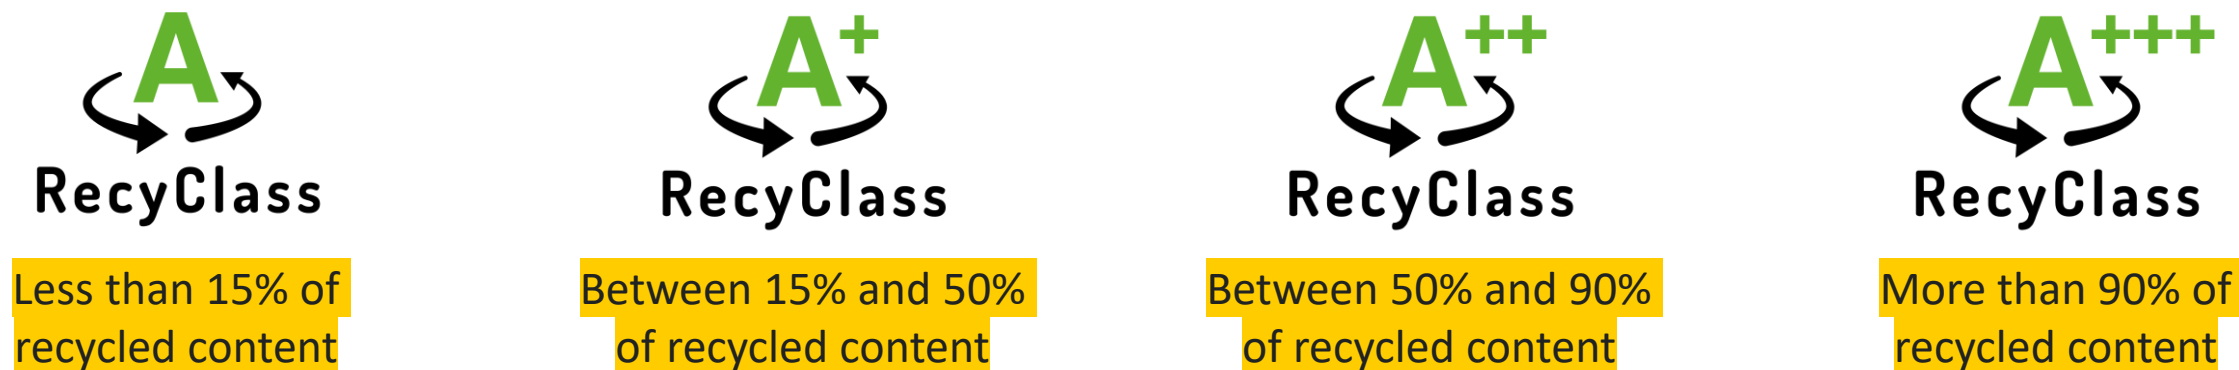 A
RecyClass
Less than 15% of
recycled content
A+
RecyClass
Between 15% and 50%
of recycled content
A++
RecyClass
Between 50% and 90%
of recycled content
A+++
RecyClass
More than 90% of
recycled content